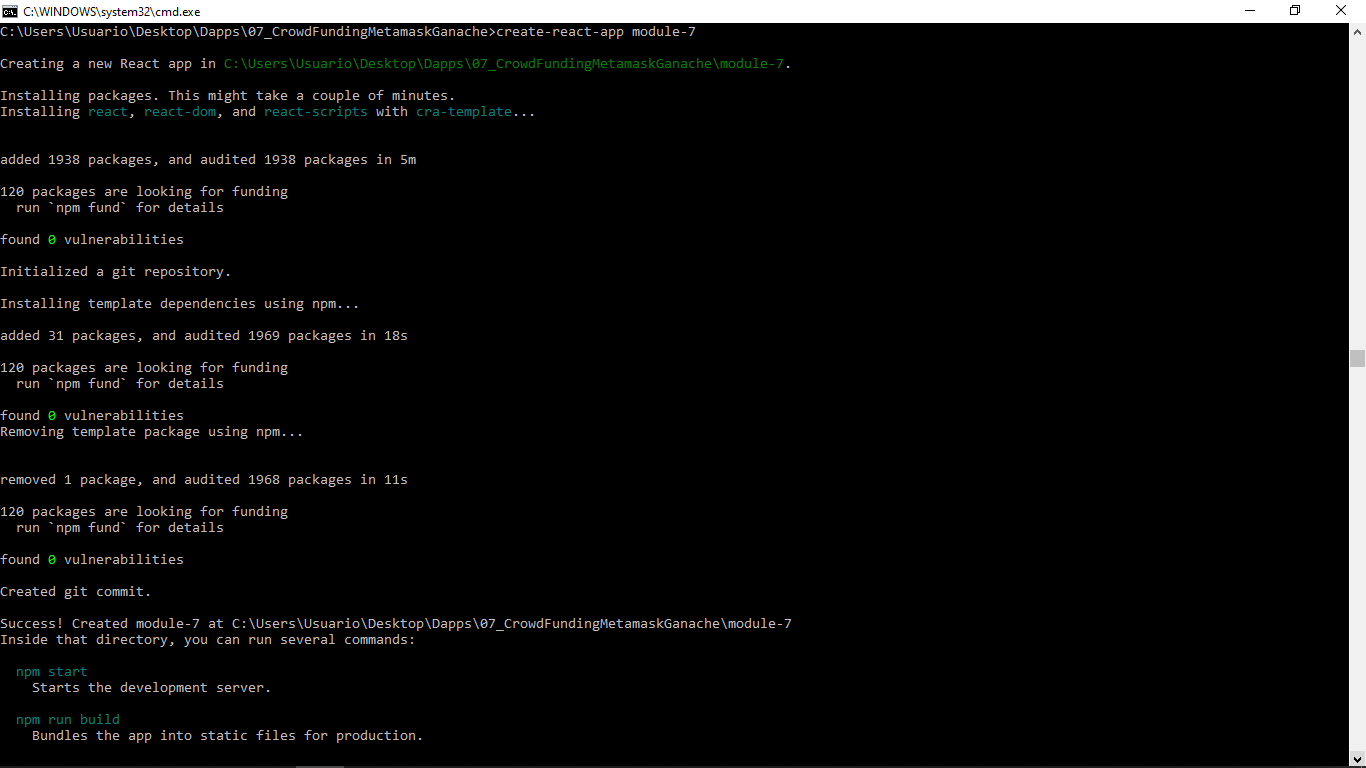 C:\WINDOWS\system32\cmd.exe
C:\Users\Usuario\Desktop\Dapps\07_CrowdFundingMetamaskGanache>create-react-app module-7
Creating a new React app in C:\Users\Usuario\Desktop\Dapps\07_CrowdFundingMetamaskGanache\module-7.
Installing packages. This might take a couple of minutes.
Installing react, react-dom, and react-scripts with cra-template...
added 1938 packages, and audited 1938 packages in 5m
120 packages are looking for funding
  run `npm fund` for details
found 0 vulnerabilities
Initialized a git repository.
Installing template dependencies using npm...
added 31 packages, and audited 1969 packages in 18s
120 packages are looking for funding
  run `npm fund` for details
found 0 vulnerabilities
Removing template package using npm...
removed 1 package, and audited 1968 packages in 11s
120 packages are looking for funding
  run `npm fund` for details
found 0 vulnerabilities
Created git commit.
Success! Created module-7 at C:\Users\Usuario\Desktop\Dapps\07_CrowdFundingMetamaskGanache\module-7
Inside that directory, you can run several commands:
  npm start
    Starts the development server.
  npm run build
    Bundles the app into static files for production.